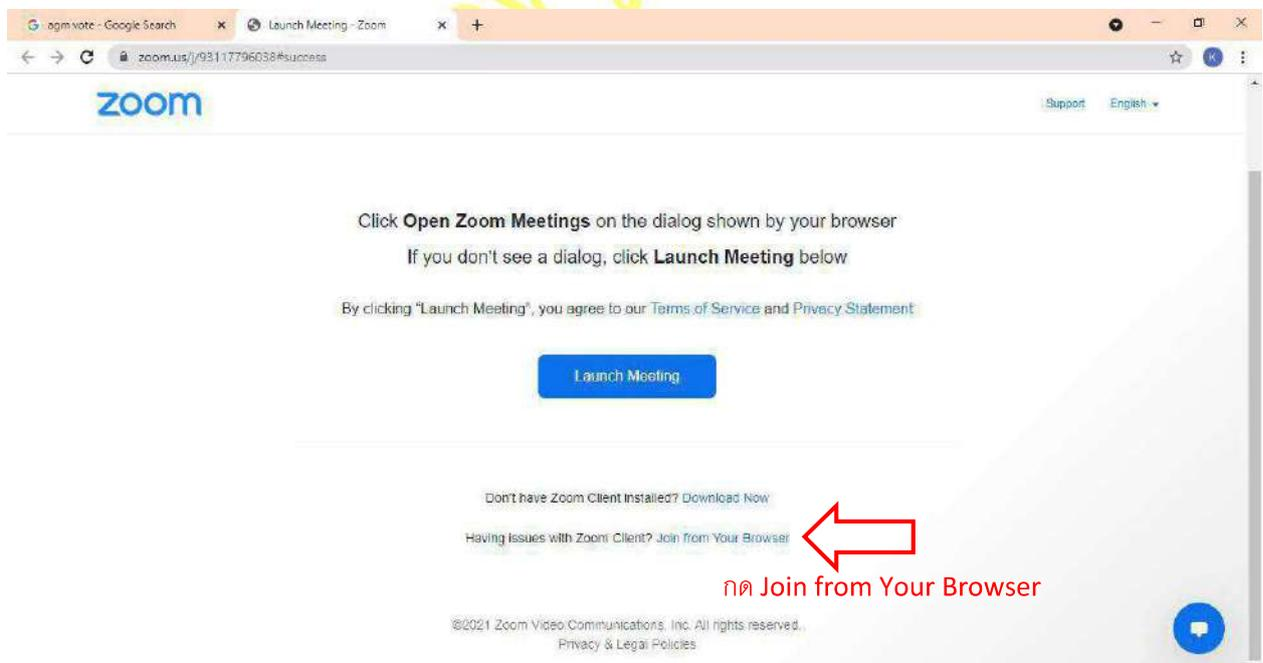 agm vote - Google Search
Launch Meeting - Zoom
zoom.us/j/93117796038#success
K
zoom
Support English
Click Open Zoom Meetings on the dialog shown by your browser
If you don't see a dialog, click Launch Meeting below
By clicking "Launch Meeting", you agree to our Terms of Service and Privacy Statement
Launch Meeting
Don't have Zoom Client installed? Download Now
Having issues with Zoom Client? Join from Your Browser
กด Join from Your Browser
©2021 Zoom Video Communications, Inc. All rights reserved.
Privacy & Legal Policies